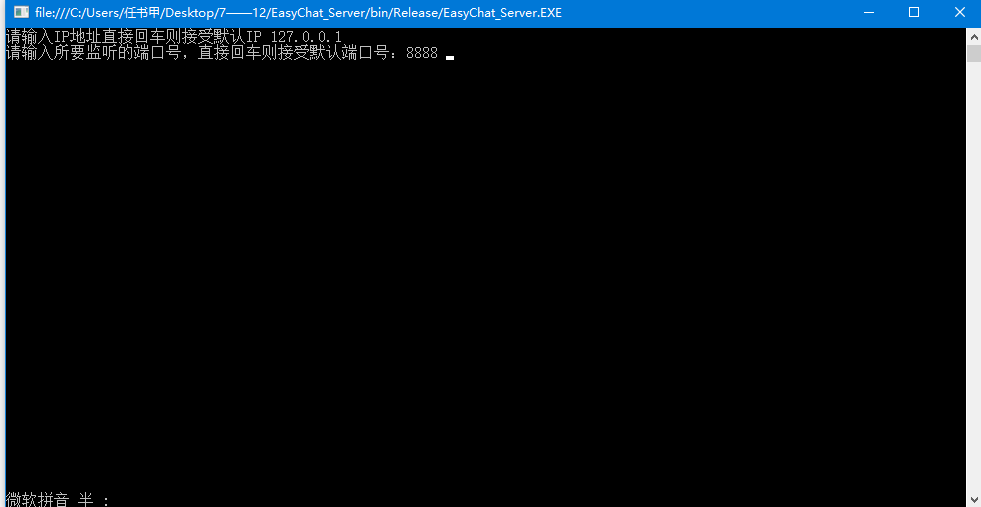 file:///C:/Users/任书甲/Desktop/7——12/EasyChat_Server/bin/Release/EasyChat_Server.EXE
请输入IP地址直接回车则接受默认IP 127.0.0.1
请输入所要监听的端口号，直接回车则接受默认端口号：8888
微软拼音 半 :